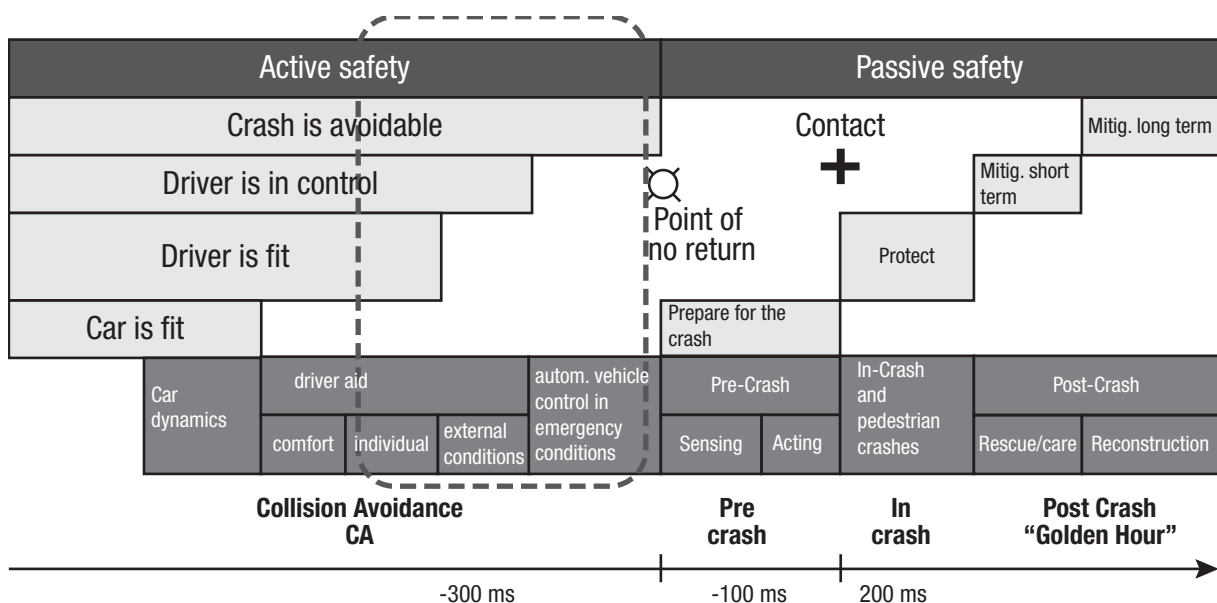 Active safety
Passive safety
Crash is avoidable
Contact
Mitig. long term
Driver is in control
Mitig. short
term
Point of
no return
Driver is fit
Protect
Car is fit
Prepare for the
crash
Car
dynamics
driver aid
autom. vehicle
control in
emergency
conditions
Pre-Crash
In-Crash
and
pedestrian
crashes
Post-Crash
comfort
individual
external
conditions
Sensing
Acting
Rescue/care
Reconstruction
Collision Avoidance
CA
Pre
crash
In
crash
Post Crash
“Golden Hour”
-300 ms
-100 ms
200 ms